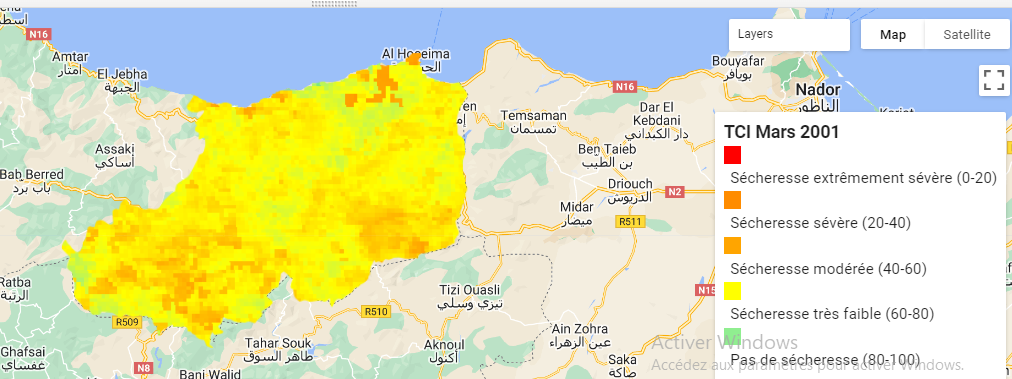 N16
Amtar
أمتار
El Jebha
الجبهة
Al Hoceima
Layers
Map
Satellite
Bouyafar
بويافر
Nador
الناظور
N16
Temsaman
تمسمان
Dar El
Kebdani
دار الكبداني
Ben Taieb
بن الطيب
Assaki
أساكي
Bab Berred
باب برد
Driouch
الدريوش
N2
Midar
ميضار
R511
TCI Mars 2001
Sécheresse extrêmement sévère (0-20)
Sécheresse sévère (20-40)
Sécheresse modérée (40-60)
Sécheresse très faible (60-80)
Pas de sécheresse (80-100)
Ratba
الرتبة
Tizi Ouasli
تيزي وسلي
N15
R509
R510
Ain Zohra
عين الزهراء
Tahar Souk
طاهر السوق
Aknoul
أكنول
Ghafsai
غفساي
N8
Bani Walid
Saka
صاكة
Activer Windows
Accédez aux paramètres pour activer Windows.